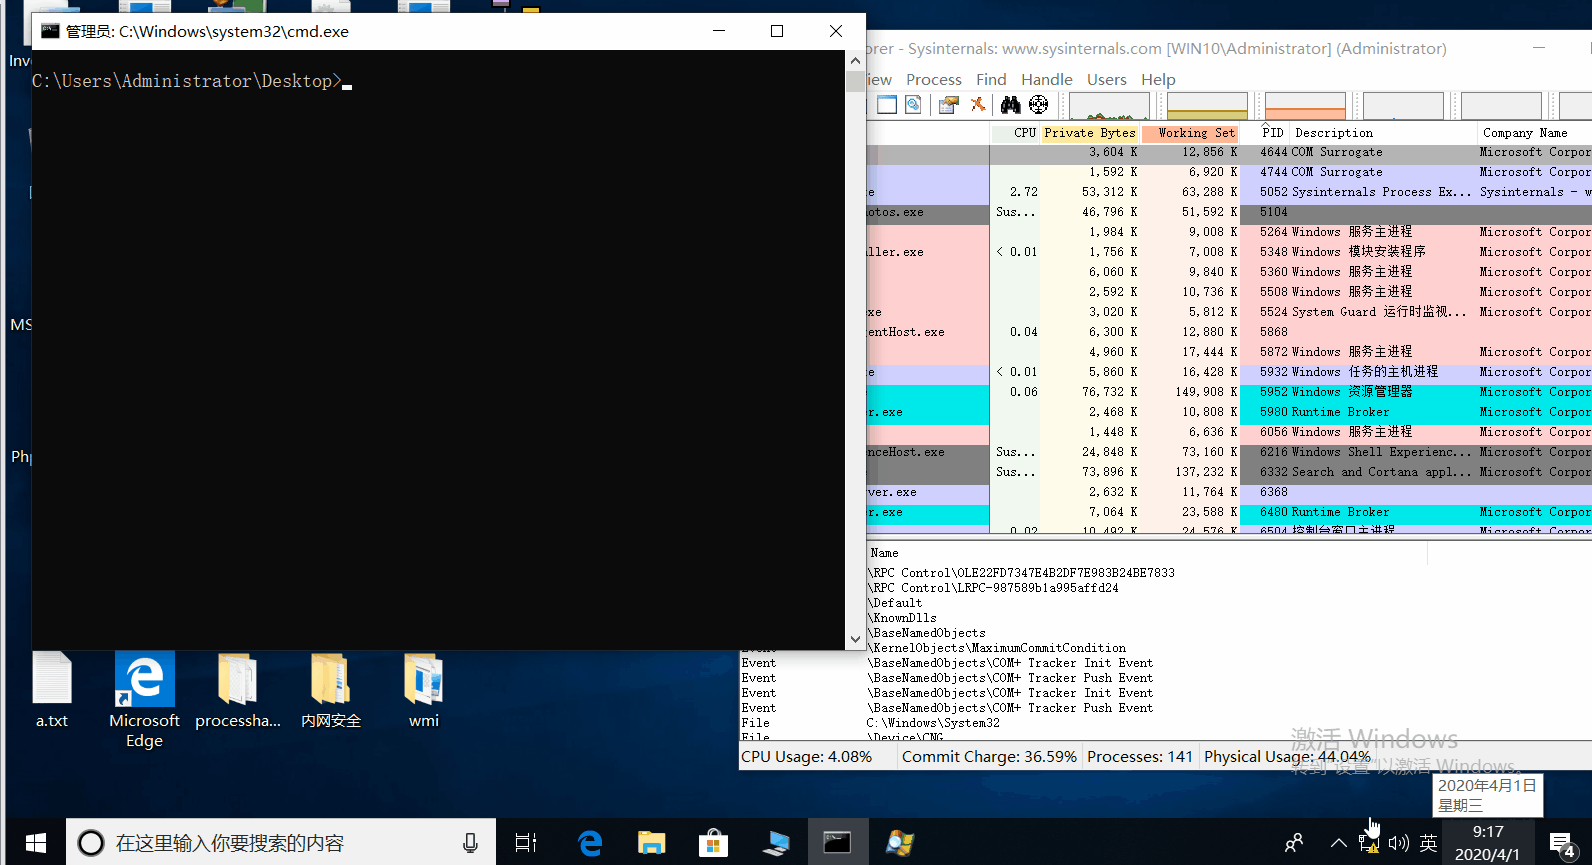 管理员: C:\Windows\system32\cmd.exe
C:\Users\Administrator\Desktop>
orer - Sysinternals: www.sysinternals.com [WIN10\Administrator] (Administrator)
iew Process Find Handle Users Help
CPU Private Bytes Working Set PID Description Company Name
3,604 K 12,856 K 4644 COM Surrogate Microsoft Corpor
1,592 K 6,920 K 4744 COM Surrogate Microsoft Corpor
e 2.72 53,312 K 63,288 K 5052 Sysinternals Process Ex... Sysinternals - w
otos.exe Sus... 46,796 K 51,592 K 5104
1,984 K 9,008 K 5264 Windows 服务主进程 Microsoft Corpor
ller.exe < 0.01 1,756 K 7,008 K 5348 Windows 模块安装程序 Microsoft Corpor
6,060 K 9,840 K 5360 Windows 服务主进程 Microsoft Corpor
2,592 K 10,736 K 5508 Windows 服务主进程 Microsoft Corpor
xe 3,020 K 5,812 K 5524 System Guard 运行时监视... Microsoft Corpor
entHost.exe 0.04 6,300 K 12,880 K 5868
4,960 K 17,444 K 5872 Windows 服务主进程 Microsoft Corpor
e < 0.01 5,860 K 16,428 K 5932 Windows 任务的主机进程 Microsoft Corpor
0.06 76,732 K 149,908 K 5952 Windows 资源管理器 Microsoft Corpor
er.exe 2,468 K 10,808 K 5980 Runtime Broker Microsoft Corpor
1,448 K 6,636 K 6056 Windows 服务主进程 Microsoft Corpor
enceHost.exe Sus... 24,848 K 73,160 K 6216 Windows Shell Experienc... Microsoft Corpor
Sus... 73,896 K 137,232 K 6332 Search and Cortana appl... Microsoft Corpor
ver.exe 2,632 K 11,764 K 6368
er.exe 7,064 K 23,588 K 6480 Runtime Broker Microsoft Corpor
0.02 10,492 K 24,576 K 6504 控制台窗口主进程 Microsoft Corpor
Name
\RPC Control\OLE22FD7347E4B2DF7E983B24BE7833
\RPC Control\LRPC-987589b1a995affd24
\Default
\KnownDlls
\BaseNamedObjects
Event \KernelObjects\MaximumCommitCondition
Event \BaseNamedObjects\COM+ Tracker Init Event
Event \BaseNamedObjects\COM+ Tracker Push Event
Event \BaseNamedObjects\COM+ Tracker Init Event
Event \BaseNamedObjects\COM+ Tracker Push Event
File C:\Windows\System32
File \Device\CNG
CPU Usage: 4.08% Commit Charge: 36.59% Processes: 141 Physical Usage: 44.04%
激活 Windows
转到"设置"以激活 Windows。
2020年4月1日
星期三
Inv
MS
Php
a.txt
Microsoft
Edge
processha...
内网安全
wmi
在这里输入你要搜索的内容
英
9:17
2020/4/1
4